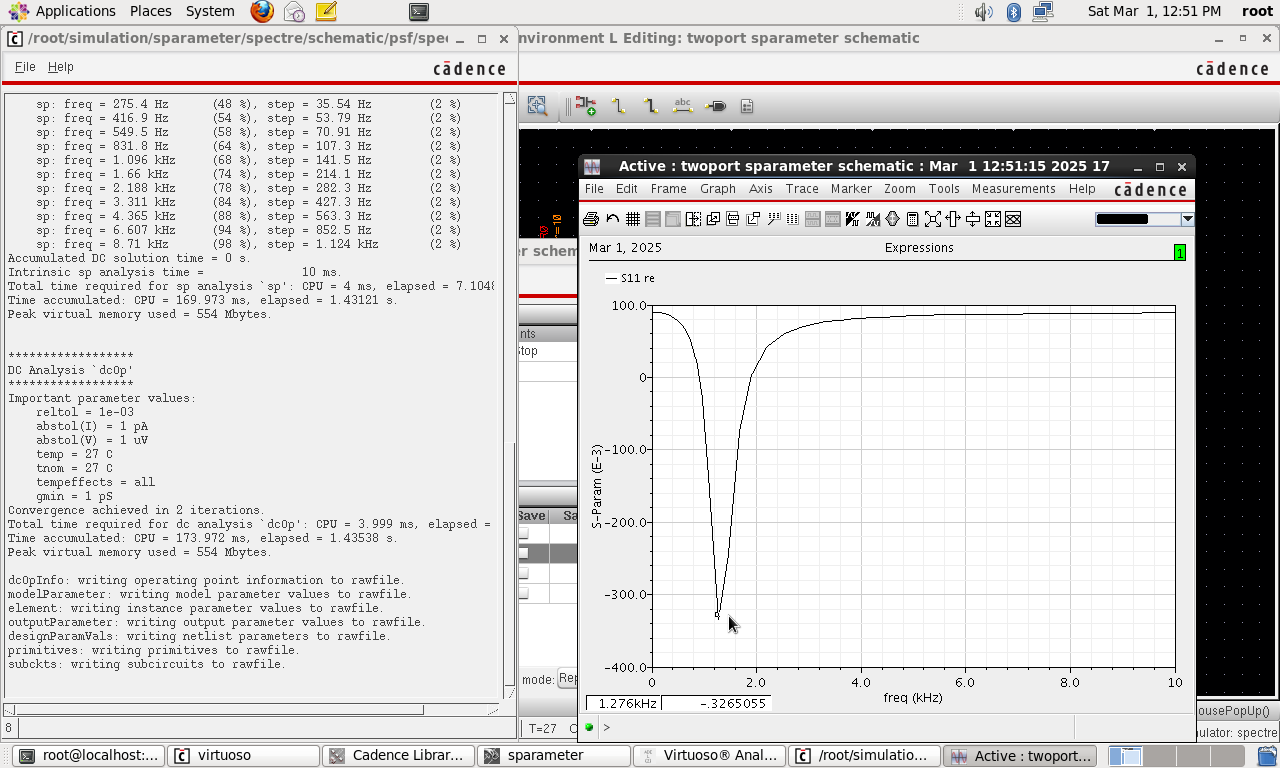 Applications Places System
Sat Mar 1, 12:51 PM root
/root/simulation/sparameter/spectre/schematic/psf/spec
nvironment L Editing: twoport sparameter schematic
File Help
cādence
cādence
sp: freq = 275.4 Hz (48 %), step = 35.54 Hz (2 %)
sp: freq = 416.9 Hz (54 %), step = 53.79 Hz (2 %)
sp: freq = 549.5 Hz (58 %), step = 70.91 Hz (2 %)
sp: freq = 831.8 Hz (64 %), step = 107.3 Hz (2 %)
sp: freq = 1.096 kHz (68 %), step = 141.5 Hz (2 %)
sp: freq = 1.66 kHz (74 %), step = 214.1 Hz (2 %)
sp: freq = 2.188 kHz (78 %), step = 282.3 Hz (2 %)
sp: freq = 3.311 kHz (84 %), step = 427.3 Hz (2 %)
sp: freq = 4.365 kHz (88 %), step = 563.3 Hz (2 %)
sp: freq = 6.607 kHz (94 %), step = 852.5 Hz (2 %)
sp: freq = 8.71 kHz (98 %), step = 1.124 kHz (2 %)
Accumulated DC solution time = 0 s.
Intrinsic sp analysis time = 10 ms.
Total time required for sp analysis `sp': CPU = 4 ms, elapsed = 7.1048
Time accumulated: CPU = 169.973 ms, elapsed = 1.43121 s.
Peak virtual memory used = 554 Mbytes.
*****************
DC Analysis `dcOp'
*****************
Important parameter values:
reltol = 1e-03
abstol(I) = 1 pA
abstol(V) = 1 uV
temp = 27 C
tnom = 27 C
tempeffects = all
gmin = 1 pS
Convergence achieved in 2 iterations.
Total time required for dc analysis `dcOp': CPU = 3.999 ms, elapsed =
Time accumulated: CPU = 173.972 ms, elapsed = 1.43538 s.
Peak virtual memory used = 554 Mbytes.
dcOpInfo: writing operating point information to rawfile.
modelParameter: writing model parameter values to rawfile.
element: writing instance parameter values to rawfile.
outputParameter: writing output parameter values to rawfile.
designParamVals: writing netlist parameters to rawfile.
primitives: writing primitives to rawfile.
subckts: writing subcircuits to rawfile.
8
abc
=10
er schem
nts
Stop
Save Sa
mode: Rep
T=27 C
Active : twoport sparameter schematic : Mar 1 12:51:15 2025 17
File Edit Frame Graph Axis Trace Marker Zoom Tools Measurements Help
cādence
Mar 1, 2025 Expressions 1
S11 re
100.0
0
-100.0
-200.0
-300.0
-400.0
S-Param (E-3)
0 2.0 4.0 6.0 8.0 10
freq (kHz)
1.276kHz -.3265055
>
ousePopUp()
ulator: spectre
root@localhost:... virtuoso Cadence Librar... sparameter Virtuoso® Anal... /root/simulatio... Active : twoport...